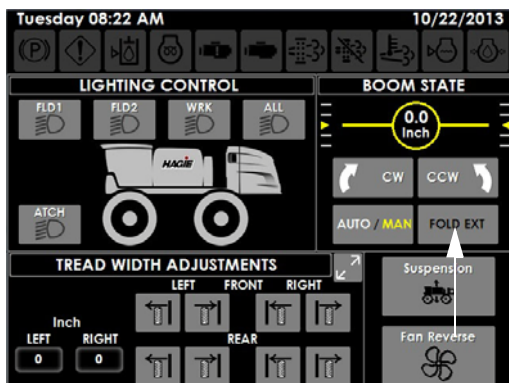 Tuesday 08:22 AM 10/22/2013
(P)
LIGHTING CONTROL
FLD1 FLD2 WRK ALL
HAGIE
ATCH
BOOM STATE
0.0
Inch
CW CCW
AUTO / MAN FOLD EXT
TREAD WIDTH ADJUSTMENTS
LEFT FRONT RIGHT
Inch
LEFT RIGHT
REAR
0 0
Suspension
Fan Reverse